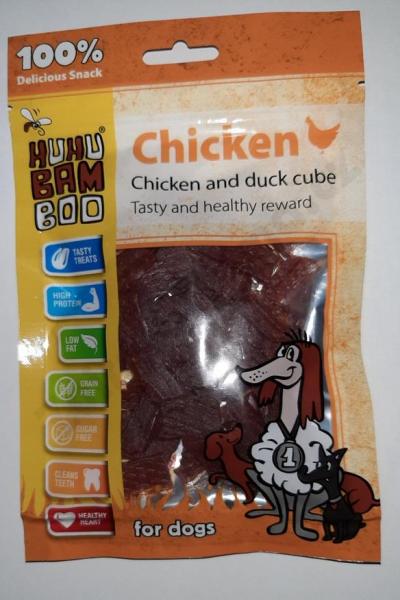 100%
Delicious Snack
HUHU®
BAM
BOO
Chicken
Chicken and duck cube
Tasty and healthy reward
TASTY
TREATS
HIGH
PROTEIN
LOW
FAT
GRAIN
FREE
SUGAR
FREE
CLEANS
TEETH
HEALTHY
HEART
1
for dogs